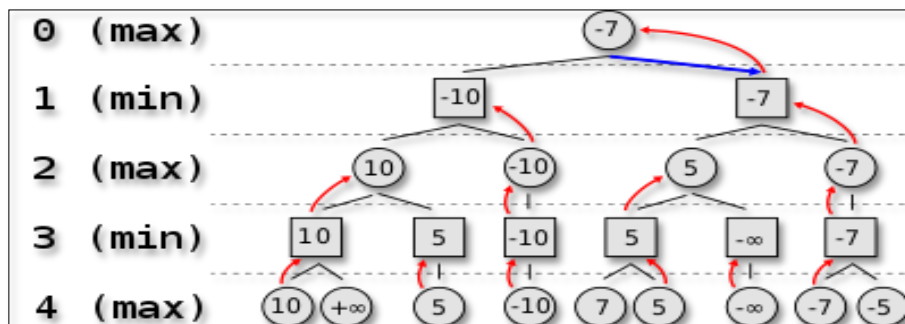 0 (max) -7
1 (min) -10 -7
2 (max) 10 -10 5 -7
3 (min) 10 5 -10 5 -∞ -7
4 (max) 10 +∞ 5 -10 7 5 -∞ -7 -5